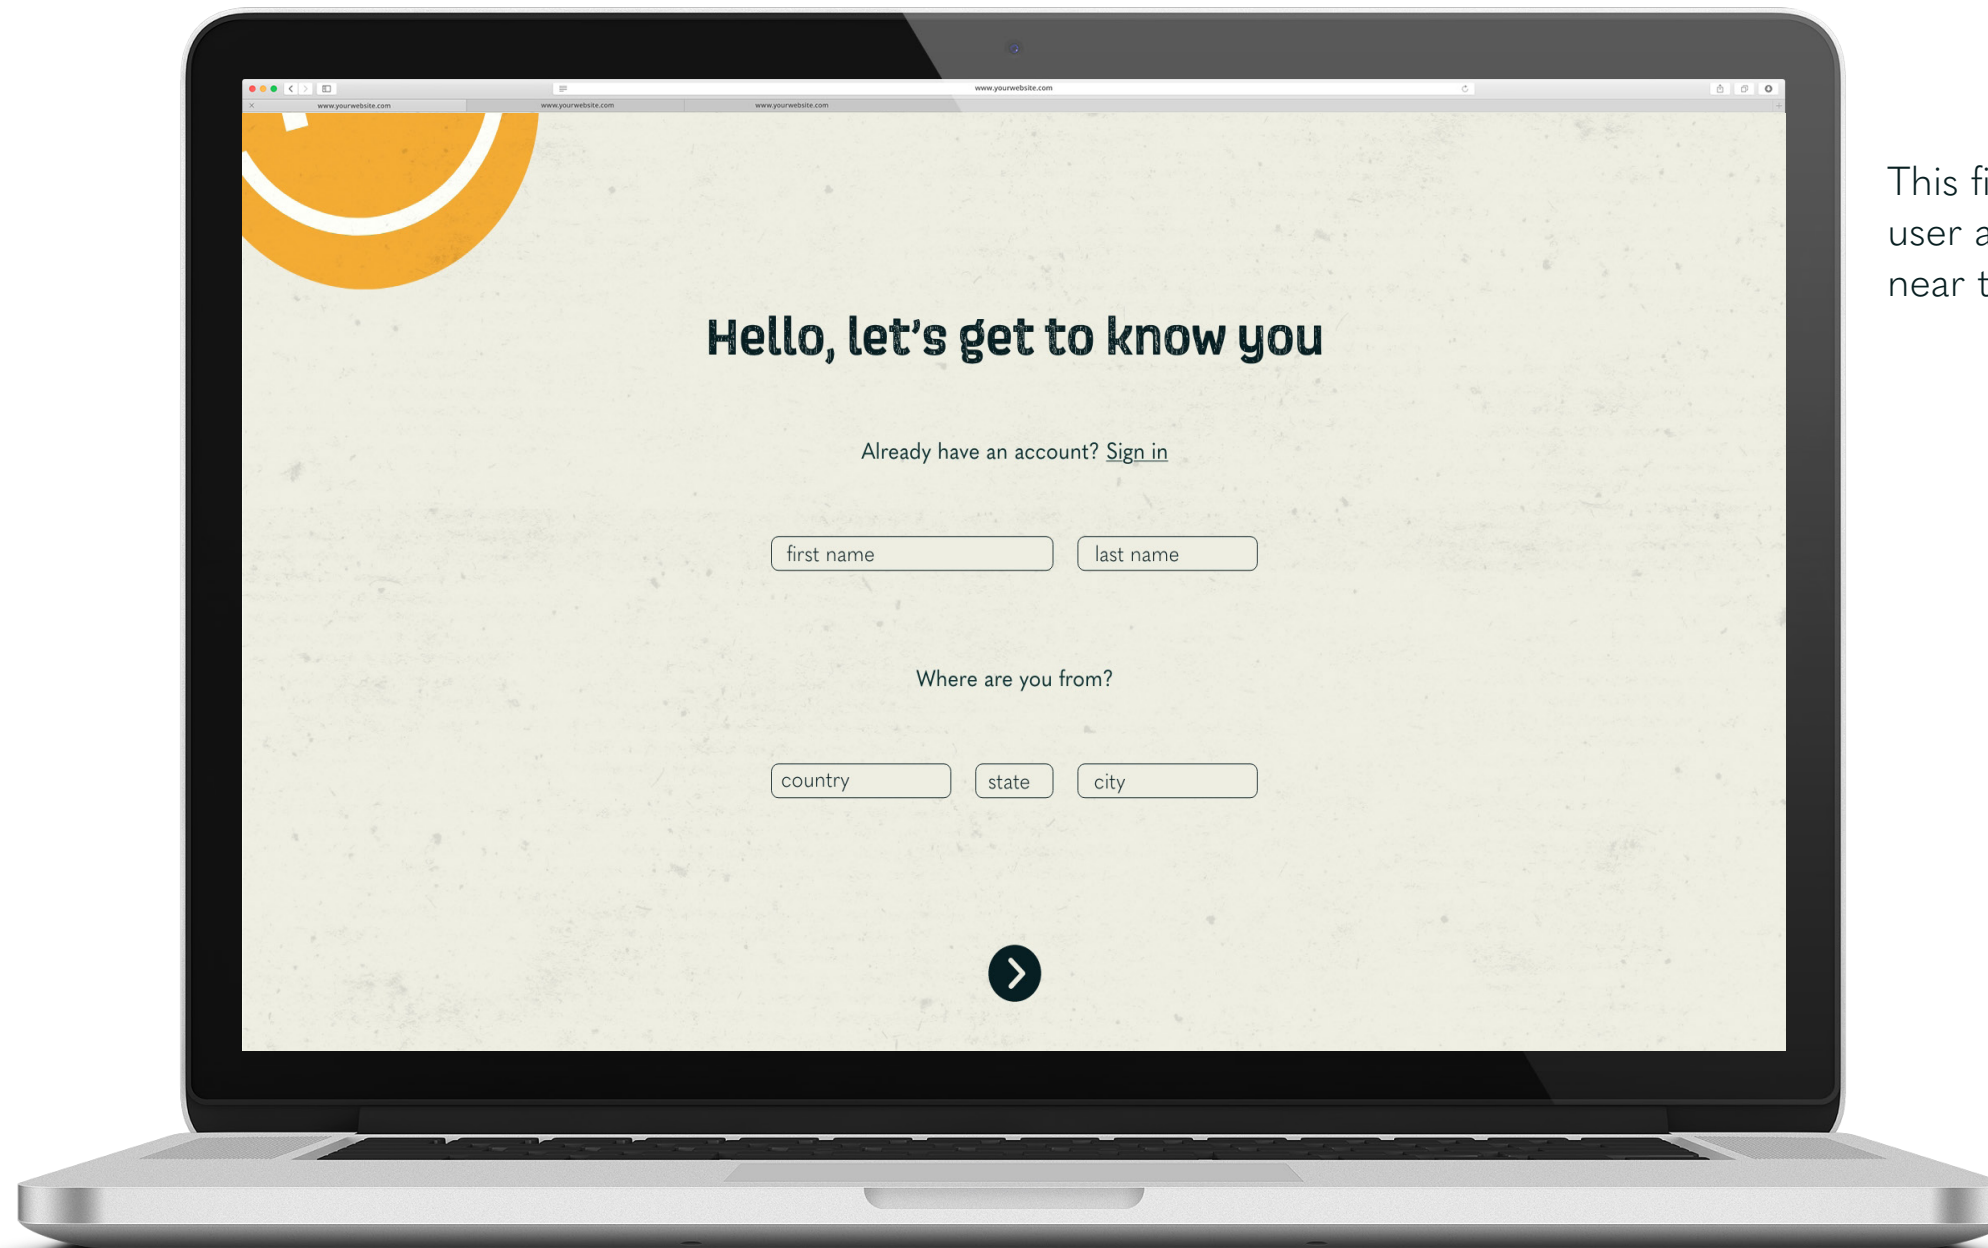 www.yourwebsite.com
www.yourwebsite.com www.yourwebsite.com www.yourwebsite.com
Hello, let's get to know you
Already have an account? Sign in
first name last name
Where are you from?
country state city
This
user
near